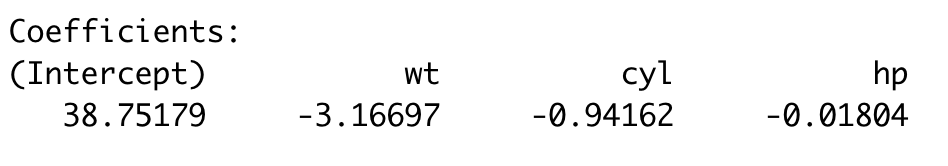 Coefficients:
(Intercept)           wt          cyl           hp
   38.75179     -3.16697     -0.94162     -0.01804